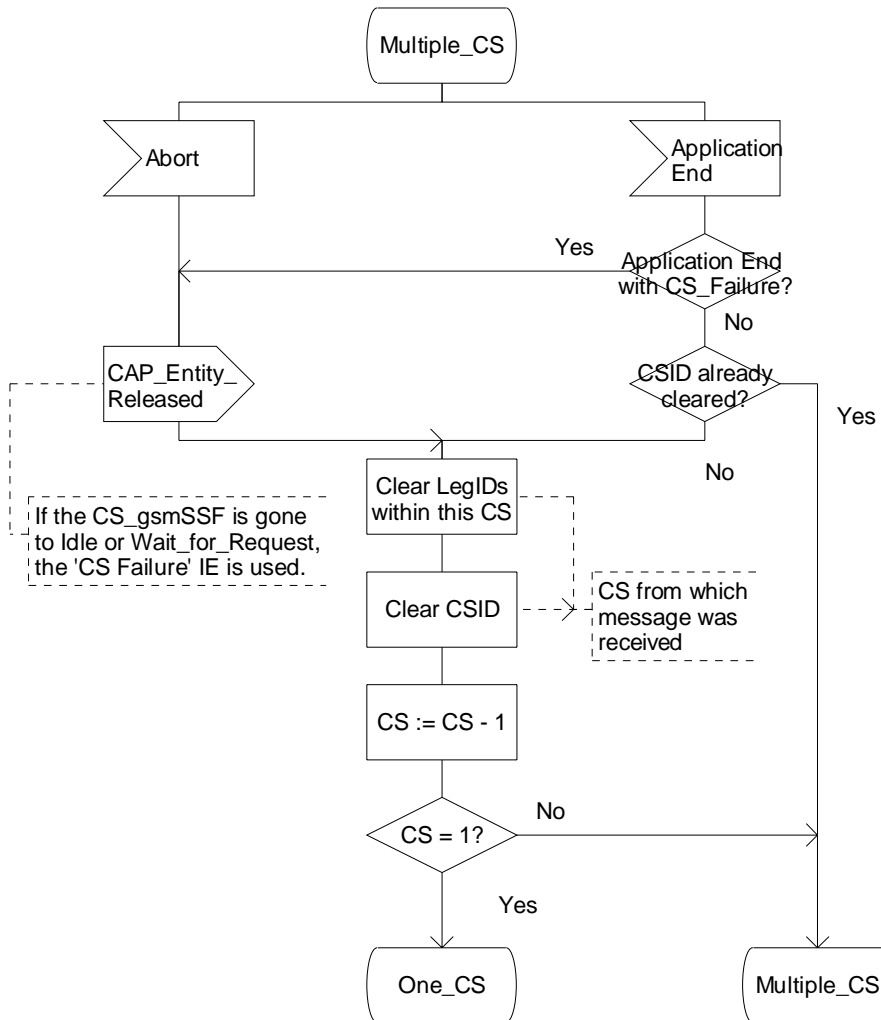 Multiple_CS
Abort
Application
End
Yes
Application End
with CS_Failure?
No
CAP_Entity_
Released
CSID already
cleared?
Yes
No
Clear LegIDs
within this CS
If the CS_gsmSSF is gone
to Idle or Wait_for_Request,
the 'CS Failure' IE is used.
Clear CSID
CS from which
message was
received
CS := CS - 1
CS = 1?
No
Yes
One_CS
Multiple_CS